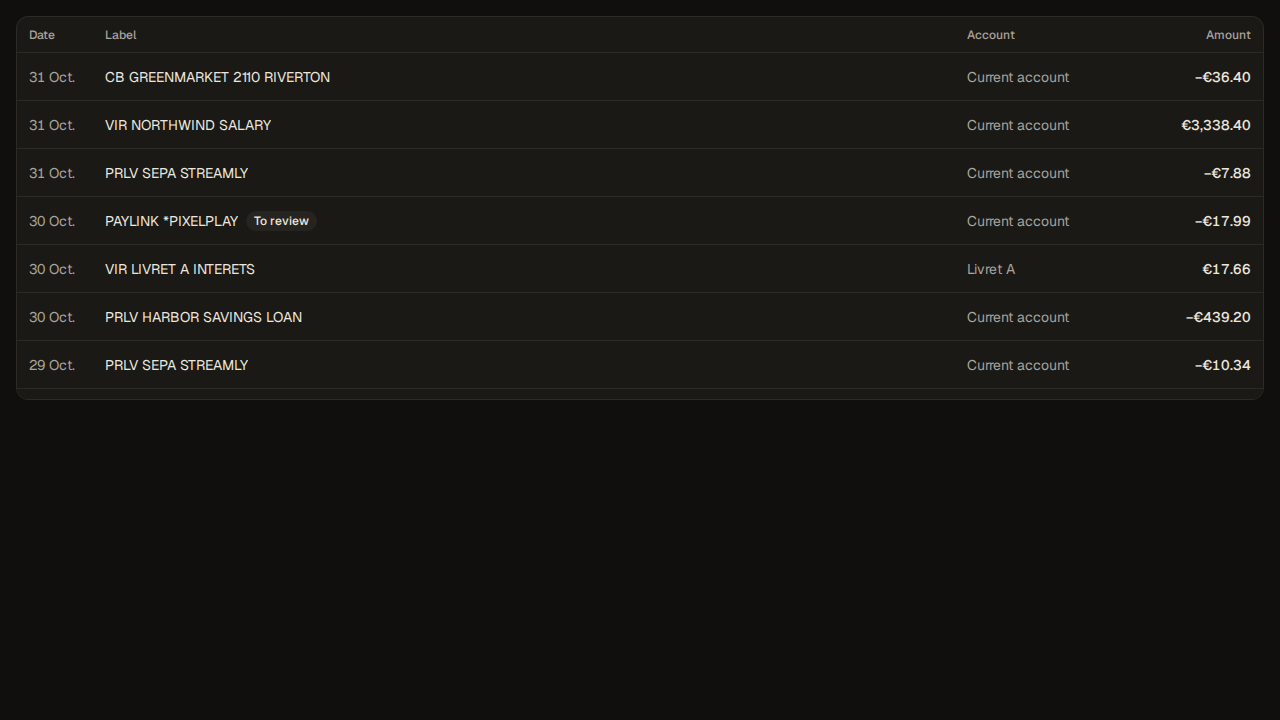 Date Label Account Amount
31 Oct. CB GREENMARKET 2110 RIVERTON Current account −€36.40
31 Oct. VIR NORTHWIND SALARY Current account €3,338.40
31 Oct. PRLV SEPA STREAMLY Current account −€7.88
30 Oct. PAYLINK *PIXELPLAY To review Current account −€17.99
30 Oct. VIR LIVRET A INTERETS Livret A €17.66
30 Oct. PRLV HARBOR SAVINGS LOAN Current account −€439.20
29 Oct. PRLV SEPA STREAMLY Current account −€10.34